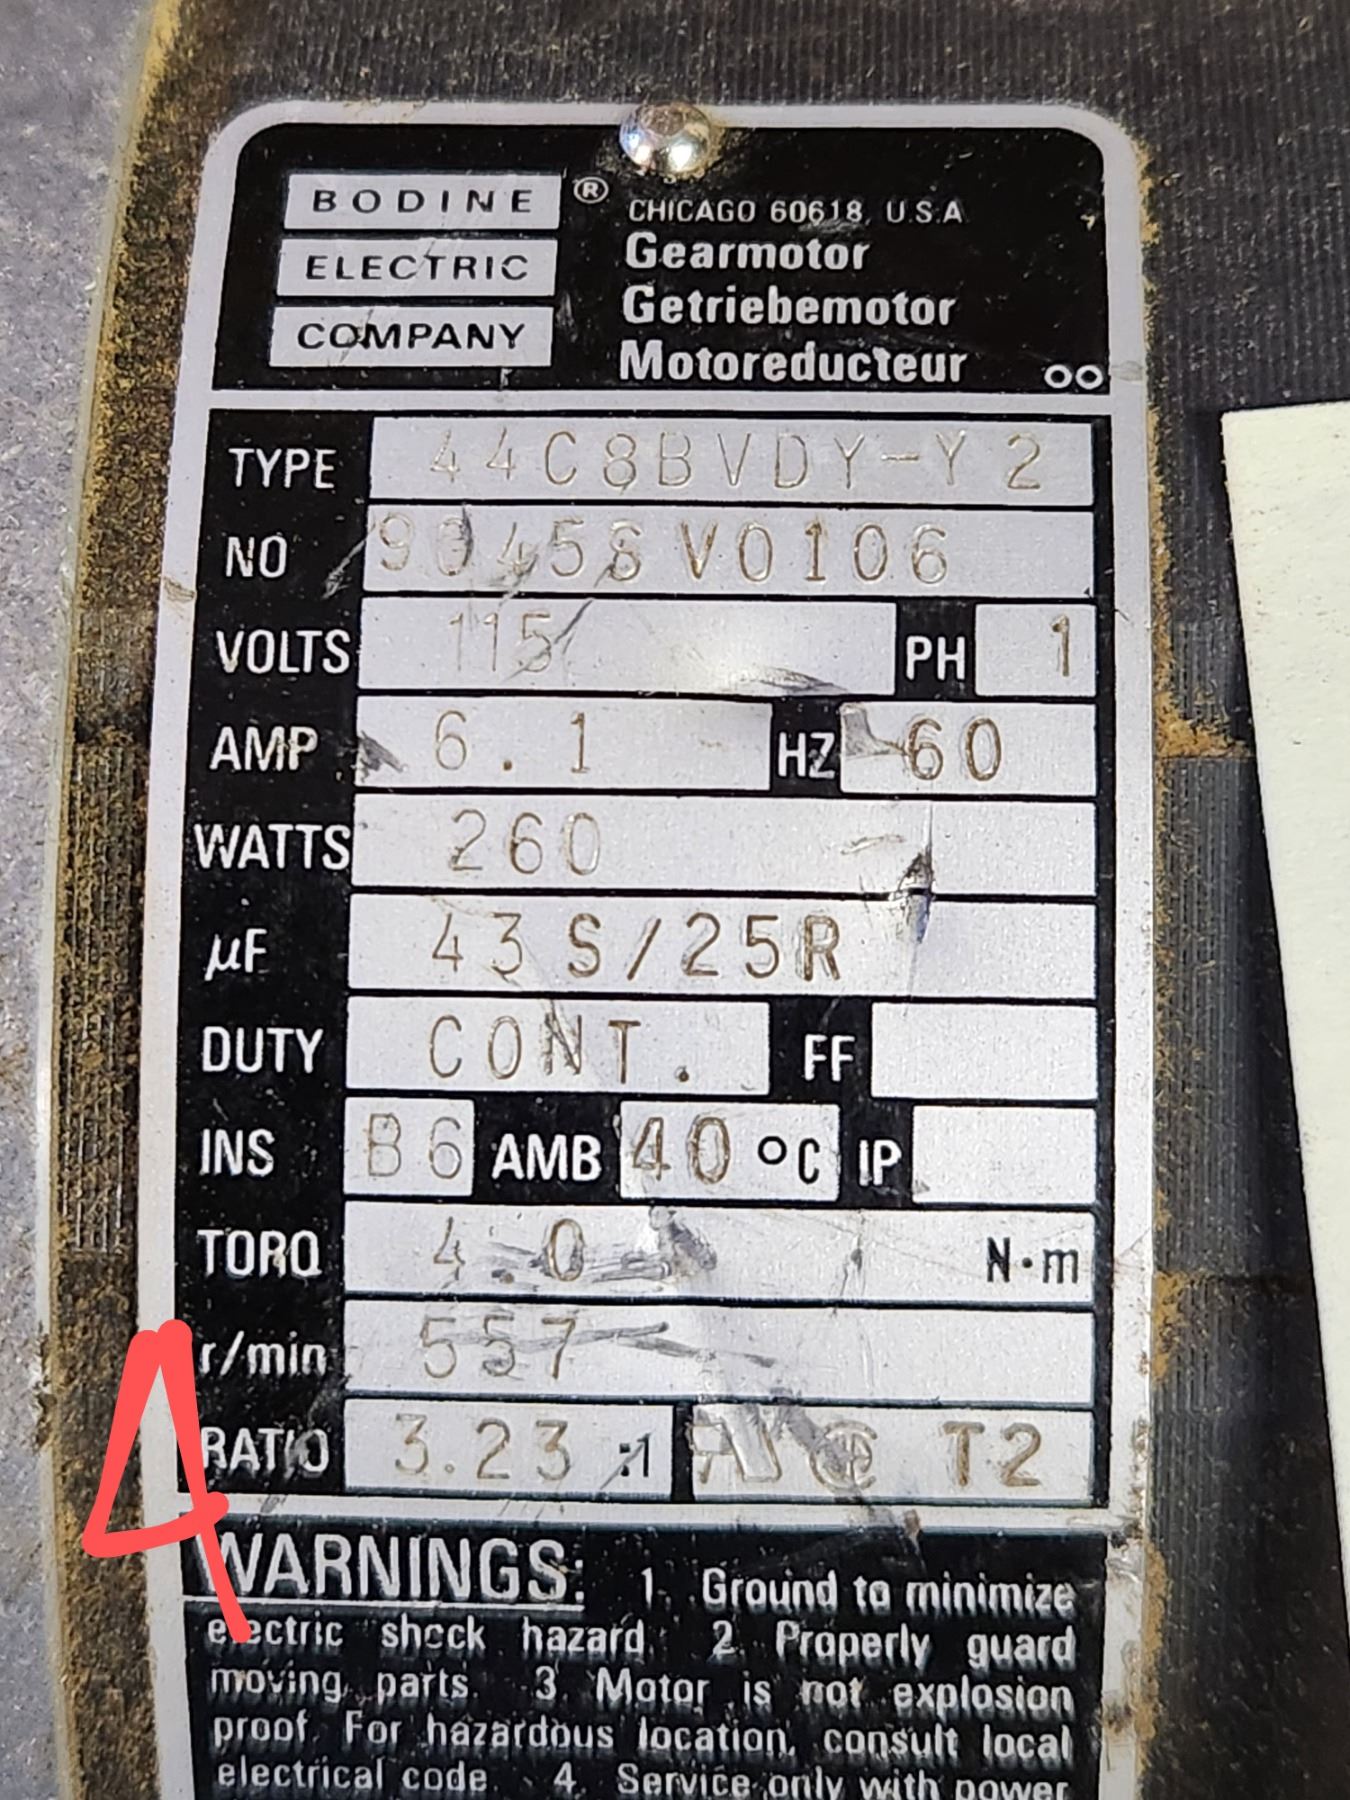 BODINE ® CHICAGO 60618, U.S.A
ELECTRIC Gearmotor
COMPANY Getriebemotor
Motoreducteur
TYPE 44C8BVDY-Y2
NO 9045SV0106
VOLTS 115 PH 1
AMP 6.1 HZ 60
WATTS 260
µF 43 S/25R
DUTY CONT. FF
INS B6 AMB 40 °C IP
TORQ 4.0 N·m
r/min 557
RATIO 3.23 :1 T2
4
WARNINGS: 1. Ground to minimize
electric shock hazard. 2. Properly guard
moving parts. 3. Motor is not explosion
proof. For hazardous location, consult local
electrical code. 4. Service only with power